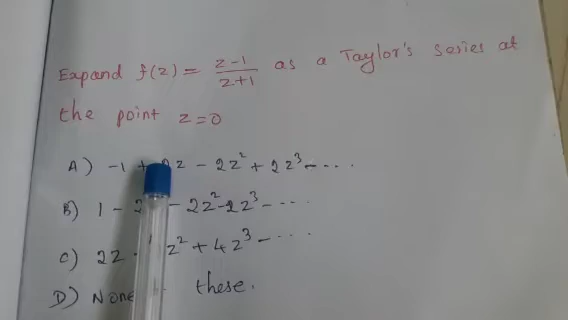 Expand f(z) = z-1/z+1 as a Taylor's series at
the point z=0
A) -1 + 2z - 2z² + 2z³ - ....
B) 1 - 2 - 2z² - 2z³ - ....
C) 2z - z² + 4z³ - ....
D) None these.